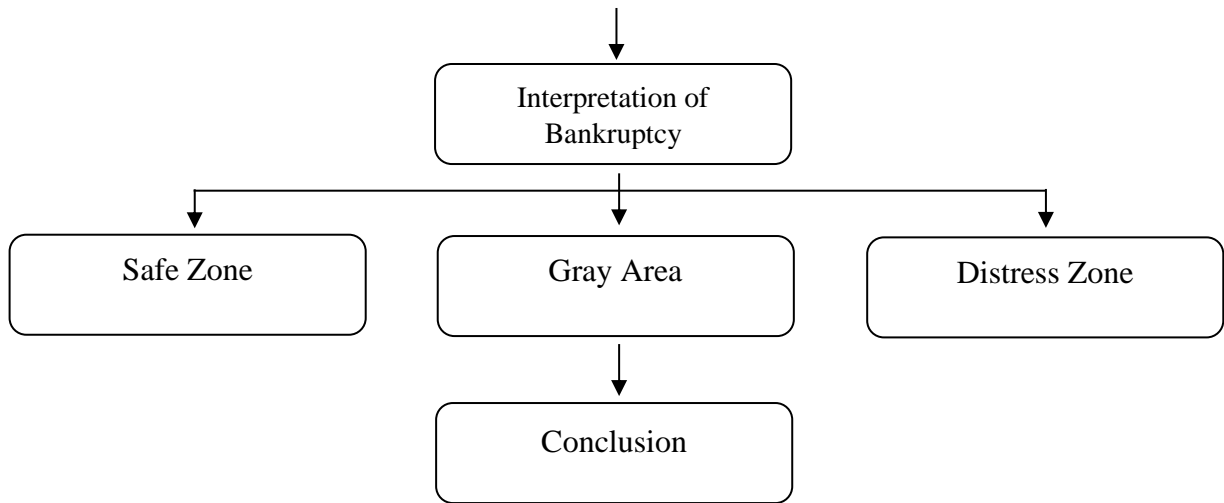 Interpretation of
Bankruptcy
Safe Zone
Gray Area
Distress Zone
Conclusion